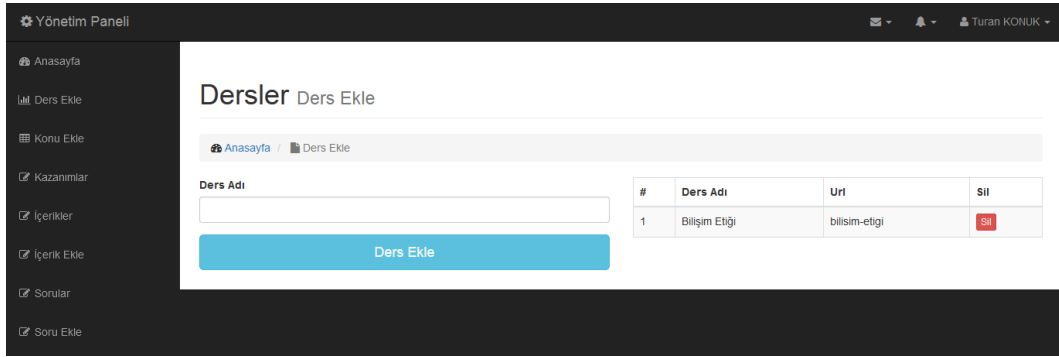 Yönetim Paneli
Turan KONUK
Anasayfa
Ders Ekle
Konu Ekle
Kazanımlar
İçerikler
İçerik Ekle
Sorular
Soru Ekle
Dersler Ders Ekle
Anasayfa / Ders Ekle
Ders Adı
Ders Ekle
# Ders Adı Url Sil
1 Bilişim Etiği bilisim-etigi Sil